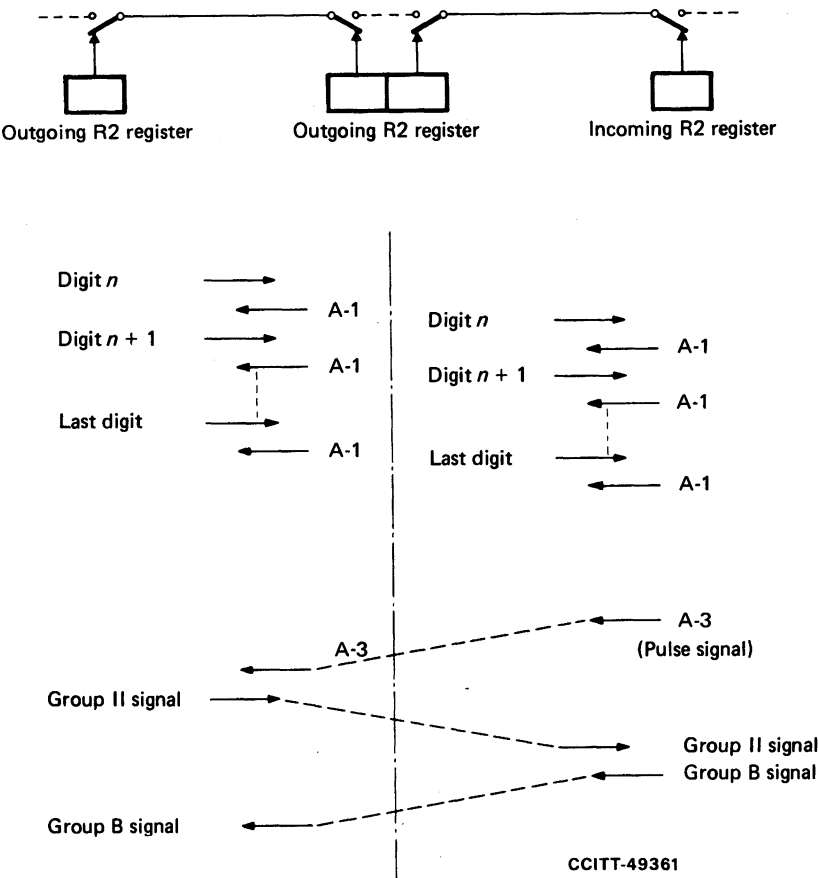 Outgoing R2 register
Outgoing R2 register
Incoming R2 register
Digit n
A-1
Digit n + 1
A-1
Last digit
A-1
Digit n
A-1
Digit n + 1
A-1
Last digit
A-1
A-3
(Pulse signal)
A-3
Group II signal
Group II signal
Group B signal
Group B signal
CCITT-49361